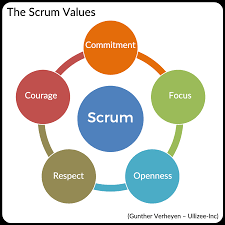 The Scrum Values
Commitment
Courage
Focus
Scrum
Respect
Openness
(Gunther Verheyen – Ullizee-Inc)